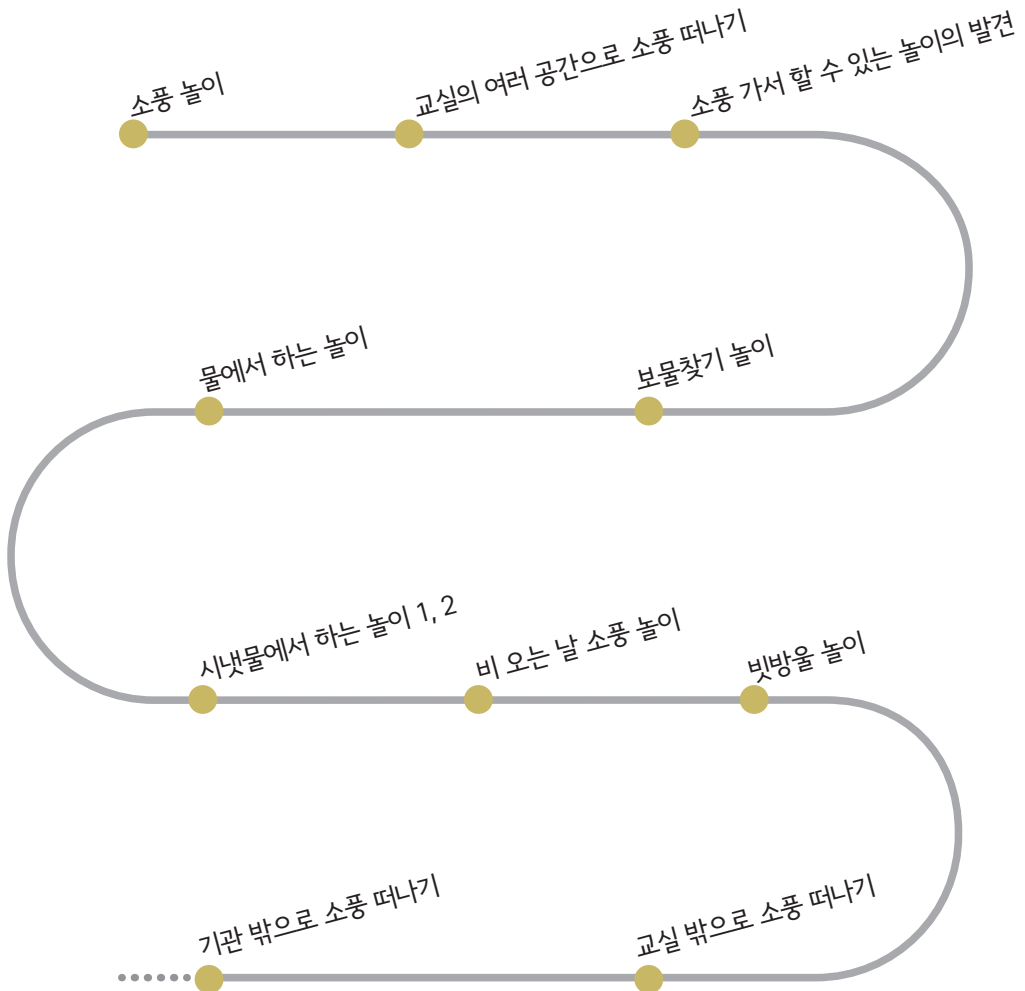 소풍 놀이
교실의 여러 공간으로 소풍 떠나기
소풍 가서 할 수 있는 놀이의 발견
보물찾기 놀이
물에서 하는 놀이
시냇물에서 하는 놀이 1, 2
비 오는 날 소풍 놀이
빗방울 놀이
교실 밖으로 소풍 떠나기
기관 밖으로 소풍 떠나기